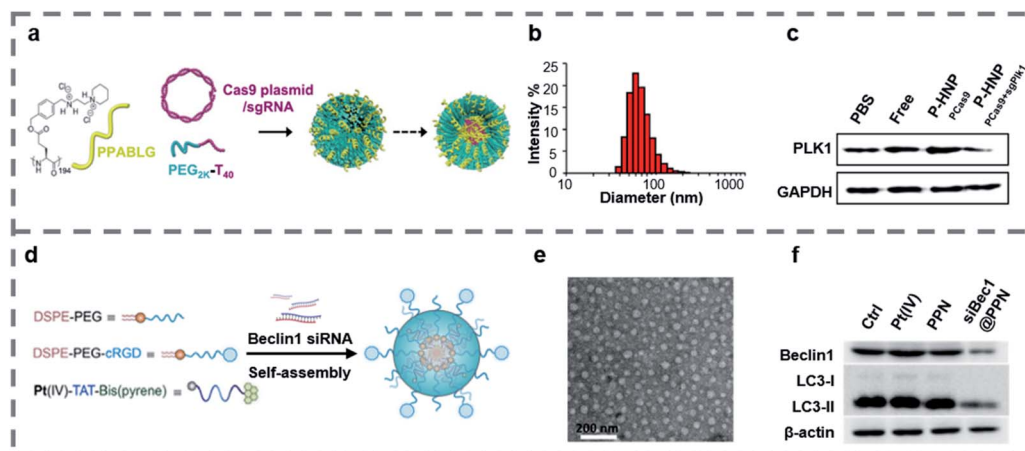 a
Cl⊖
H
N
⊕
H
H
N
⊕
H
Cl⊖
O
O
N
H
O
194
PPABLG
Cas9 plasmid
/sgRNA
PEG2K-T40
b
Intensity %
25
20
15
10
5
0
10
100
1000
Diameter (nm)
c
PBS
Free
P-HNP
PCas9
P-HNP
PCas9+sgPlk1
PLK1
GAPDH
d
DSPE-PEG =
DSPE-PEG-cRGD =
Pt(IV)-TAT-Bis(pyrene) =
Beclin1 siRNA
Self-assembly
e
200 nm
f
Ctrl
Pt(IV)
PPN
siBec1
@PPN
Beclin1
LC3-I
LC3-II
β-actin